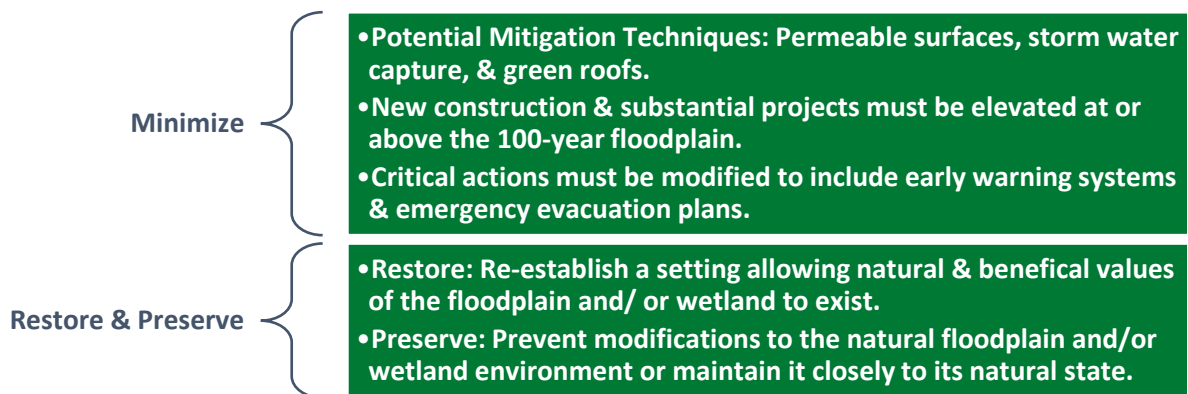 Minimize
•Potential Mitigation Techniques: Permeable surfaces, storm water
capture, & green roofs.
•New construction & substantial projects must be elevated at or
above the 100-year floodplain.
•Critical actions must be modified to include early warning systems
& emergency evacuation plans.
Restore & Preserve
•Restore: Re-establish a setting allowing natural & benefical values
of the floodplain and/ or wetland to exist.
•Preserve: Prevent modifications to the natural floodplain and/or
wetland environment or maintain it closely to its natural state.